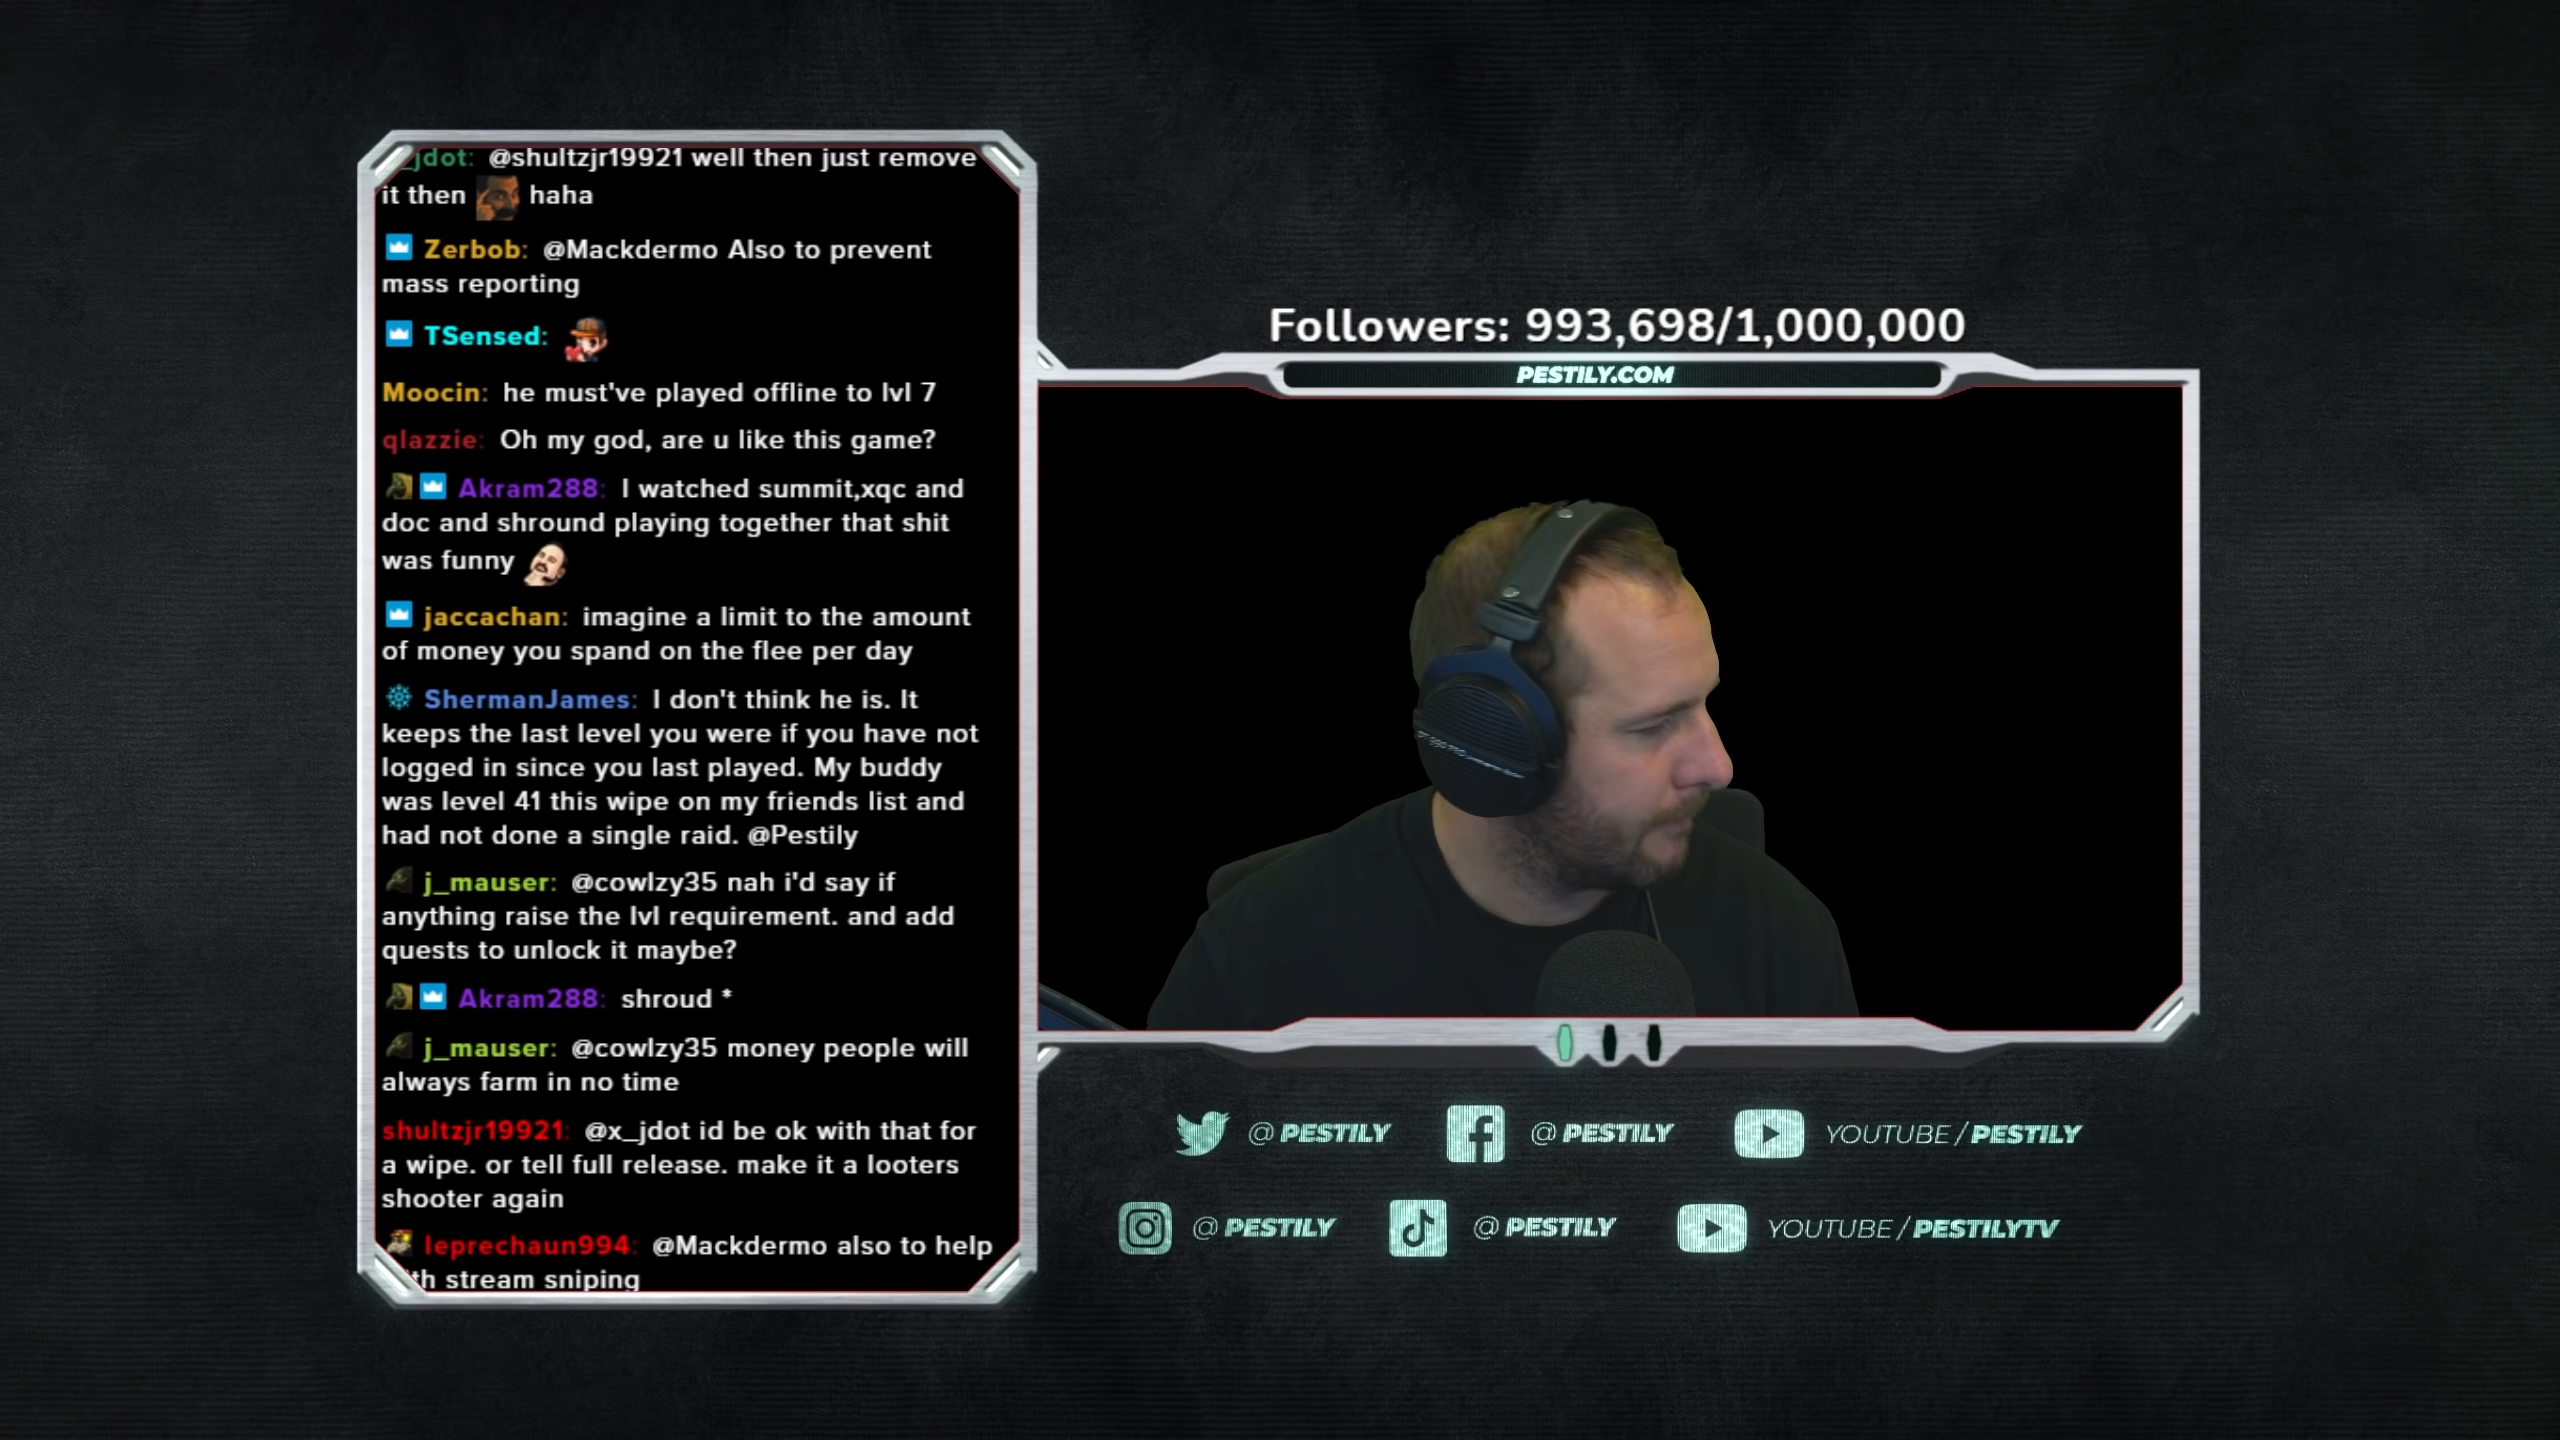 _jdot: @shultzjr19921 well then just remove
it then haha
Zerbob: @Mackdermo Also to prevent
mass reporting
TSensed:
Moocin: he must've played offline to lvl 7
qlazzie: Oh my god, are u like this game?
Akram288: I watched summit,xqc and
doc and shround playing together that shit
was funny
jaccachan: imagine a limit to the amount
of money you spand on the flee per day
ShermanJames: I don't think he is. It
keeps the last level you were if you have not
logged in since you last played. My buddy
was level 41 this wipe on my friends list and
had not done a single raid. @Pestily
j_mauser: @cowlzy35 nah i'd say if
anything raise the lvl requirement. and add
quests to unlock it maybe?
Akram288: shroud *
j_mauser: @cowlzy35 money people will
always farm in no time
shultzjr19921: @x_jdot id be ok with that for
a wipe. or tell full release. make it a looters
shooter again
leprechaun994: @Mackdermo also to help
th stream sniping
Followers: 993,698/1,000,000
PESTILY.COM
@PESTILY @PESTILY YOUTUBE/PESTILY
@PESTILY @PESTILY YOUTUBE/PESTILYTV